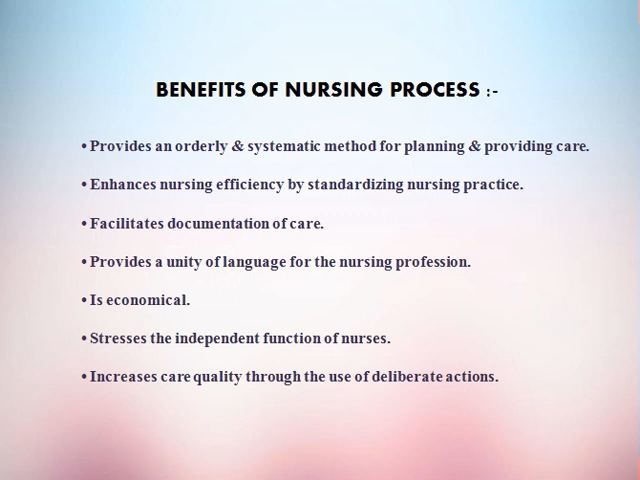 BENEFITS OF NURSING PROCESS :-
• Provides an orderly & systematic method for planning & providing care.
• Enhances nursing efficiency by standardizing nursing practice.
• Facilitates documentation of care.
• Provides a unity of language for the nursing profession.
• Is economical.
• Stresses the independent function of nurses.
• Increases care quality through the use of deliberate actions.